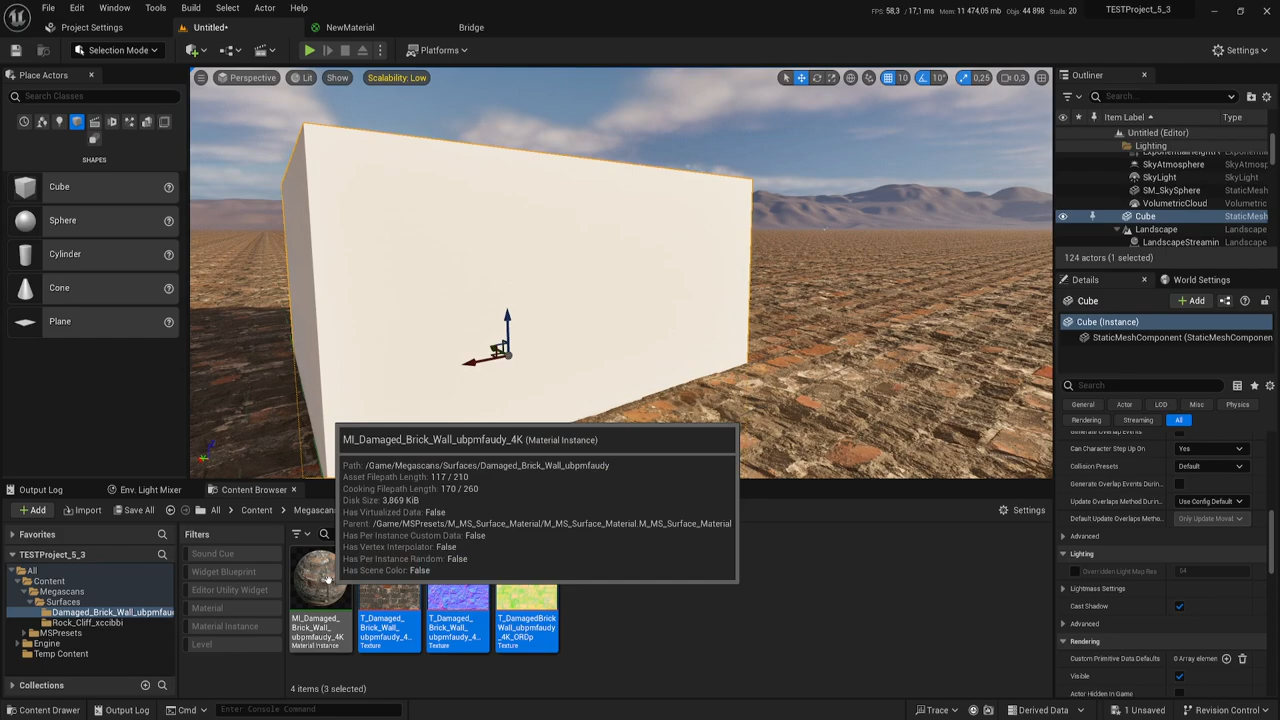 File Edit Window Tools Build Select Actor Help
FPS: 58,3 / 17,1 ms Mem: 11 474,05 mb Objs: 44 898 Stalls: 20
TESTProject_5_3
Project Settings
Untitled*
NewMaterial
Bridge
Selection Mode
Platforms
Settings
Place Actors
Search Classes
SHAPES
Cube
Sphere
Cylinder
Cone
Plane
Perspective
Lit
Show
Scalability: Low
10
10°
0,25
0,3
Outliner
Search...
Item Label
Type
Untitled (Editor)
Lighting
SkyAtmosphere SkyAtmosp
SkyLight SkyLight
SM_SkySphere StaticMesh
VolumetricCloud Volumetric
Cube StaticMesh
Landscape Landscape
LandscapeStreamin Landscape
124 actors (1 selected)
Details
World Settings
Cube
Add
Cube (Instance)
StaticMeshComponent (StaticMeshComponen
Search
General Actor LOD Misc Physics
Rendering Streaming All
Generate Overlap Events
Can Character Step Up On Yes
Collision Presets Default
Generate Overlap Events Durin
Update Overlaps Method Durin Use Config Default
Default Update Overlaps Metho Only Update Movat
Advanced
Lighting
Overridden Light Map Res 64
Lightmass Settings
Cast Shadow
Advanced
Rendering
Custom Primitive Data Defaults 0 Array elemen
Visible
Actor Hidden In Game
MI_Damaged_Brick_Wall_ubpmfaudy_4K (Material Instance)
Path: /Game/Megascans/Surfaces/Damaged_Brick_Wall_ubpmfaudy
Asset Filepath Length: 117 / 210
Cooking Filepath Length: 170 / 260
Disk Size: 3,869 KiB
Has Virtualized Data: False
Parent: /Game/MSPresets/M_MS_Surface_Material/M_MS_Surface_Material.M_MS_Surface_Material
Has Per Instance Custom Data: False
Has Vertex Interpolator: False
Has Per Instance Random: False
Has Scene Color: False
Output Log
Env. Light Mixer
Content Browser
Add
Import
Save All
All
Content
Megascans
Settings
Favorites
TESTProject_5_3
All
Content
Megascans
Surfaces
Damaged_Brick_Wall_ubpmfau
Rock_Cliff_xccibbi
MSPresets
Engine
Temp Content
Collections
Filters
Sound Cue
Widget Blueprint
Editor Utility Widget
Material
Material Instance
Level
MI_Damaged_
Brick_Wall_
ubpmfaudy_4K
Material Instance
T_Damaged_
Brick_Wall_
ubpmfaudy_4...
Texture
T_Damaged_
Brick_Wall_
ubpmfaudy_4...
Texture
T_DamagedBrick
Wall_ubpmfaudy
_4K_ORDp
Texture
4 items (3 selected)
Content Drawer
Output Log
Cmd
Enter Console Command
Trace
Derived Data
1 Unsaved
Revision Control